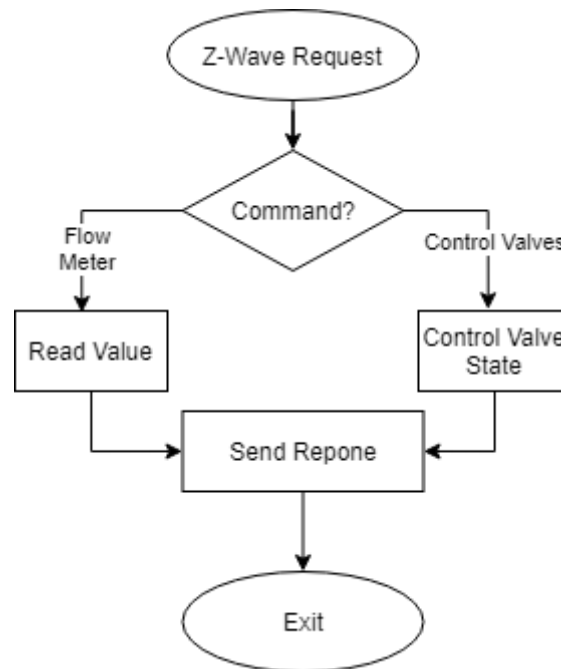 Z-Wave Request
Command?
Flow
Meter
Control Valves
Read Value
Control Valve
State
Send Repone
Exit